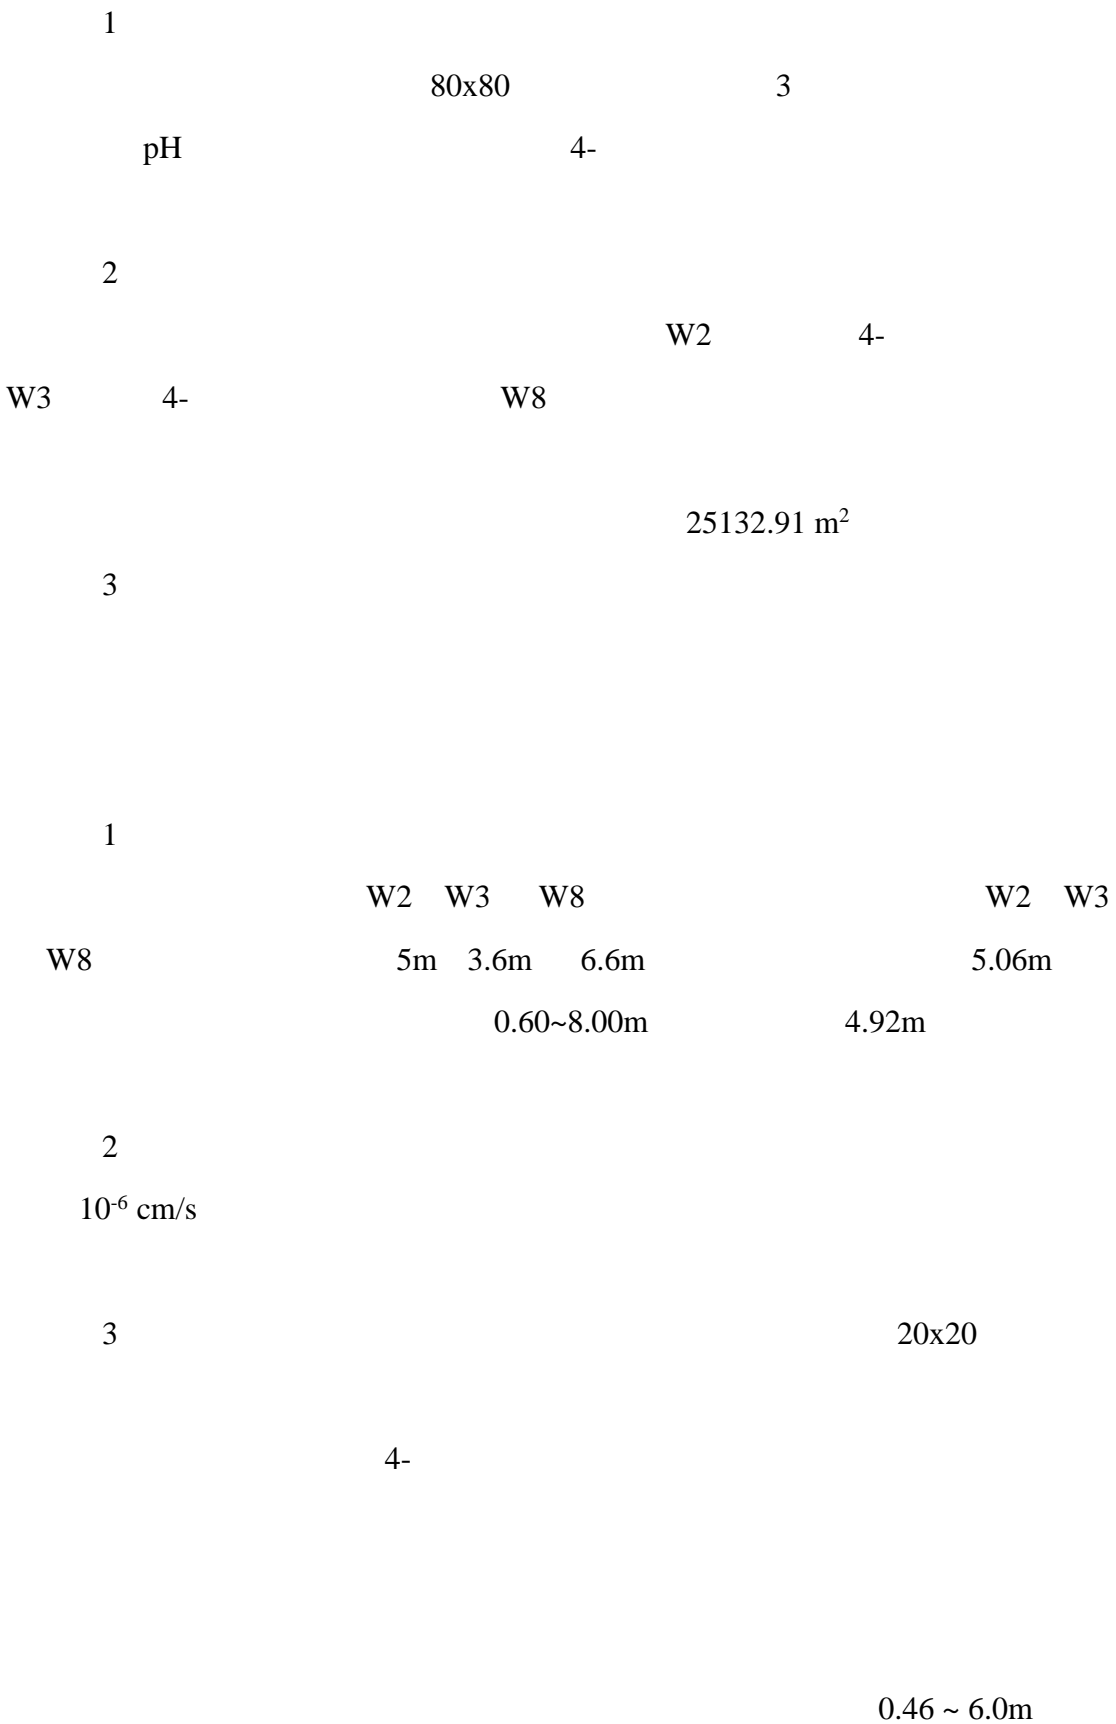 1
80x80 3
pH 4-
2
W2 4-
W3 4- W8
25132.91 m²
3
1
W2 W3 W8 W2 W3
W8 5m 3.6m 6.6m 5.06m
0.60~8.00m 4.92m
2
10⁻⁶ cm/s
3 20x20
4-
0.46 ~ 6.0m